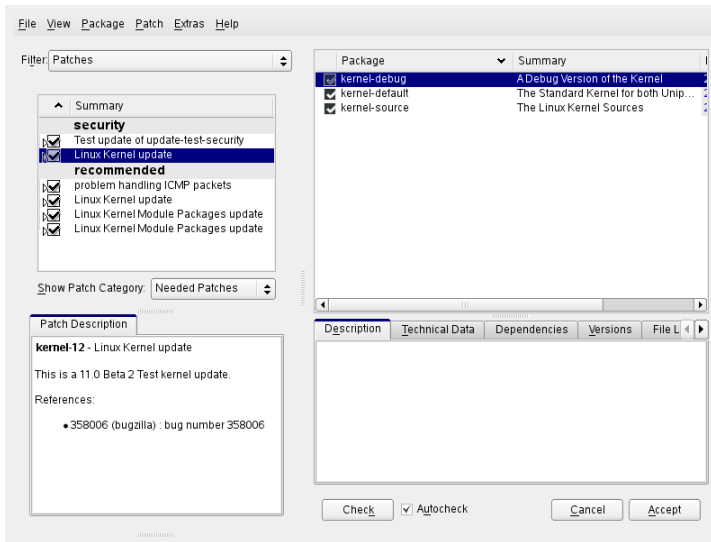 File View Package Patch Extras Help
Filter: Patches
Summary
security
Test update of update-test-security
Linux Kernel update
recommended
problem handling ICMP packets
Linux Kernel update
Linux Kernel Module Packages update
Linux Kernel Module Packages update
Show Patch Category: Needed Patches
Patch Description
kernel-12 - Linux Kernel update
This is a 11.0 Beta 2 Test kernel update.
References:
• 358006 (bugzilla) : bug number 358006
Package Summary
kernel-debug A Debug Version of the Kernel
kernel-default The Standard Kernel for both Unip...
kernel-source The Linux Kernel Sources
Description Technical Data Dependencies Versions File L
Check Autocheck Cancel Accept